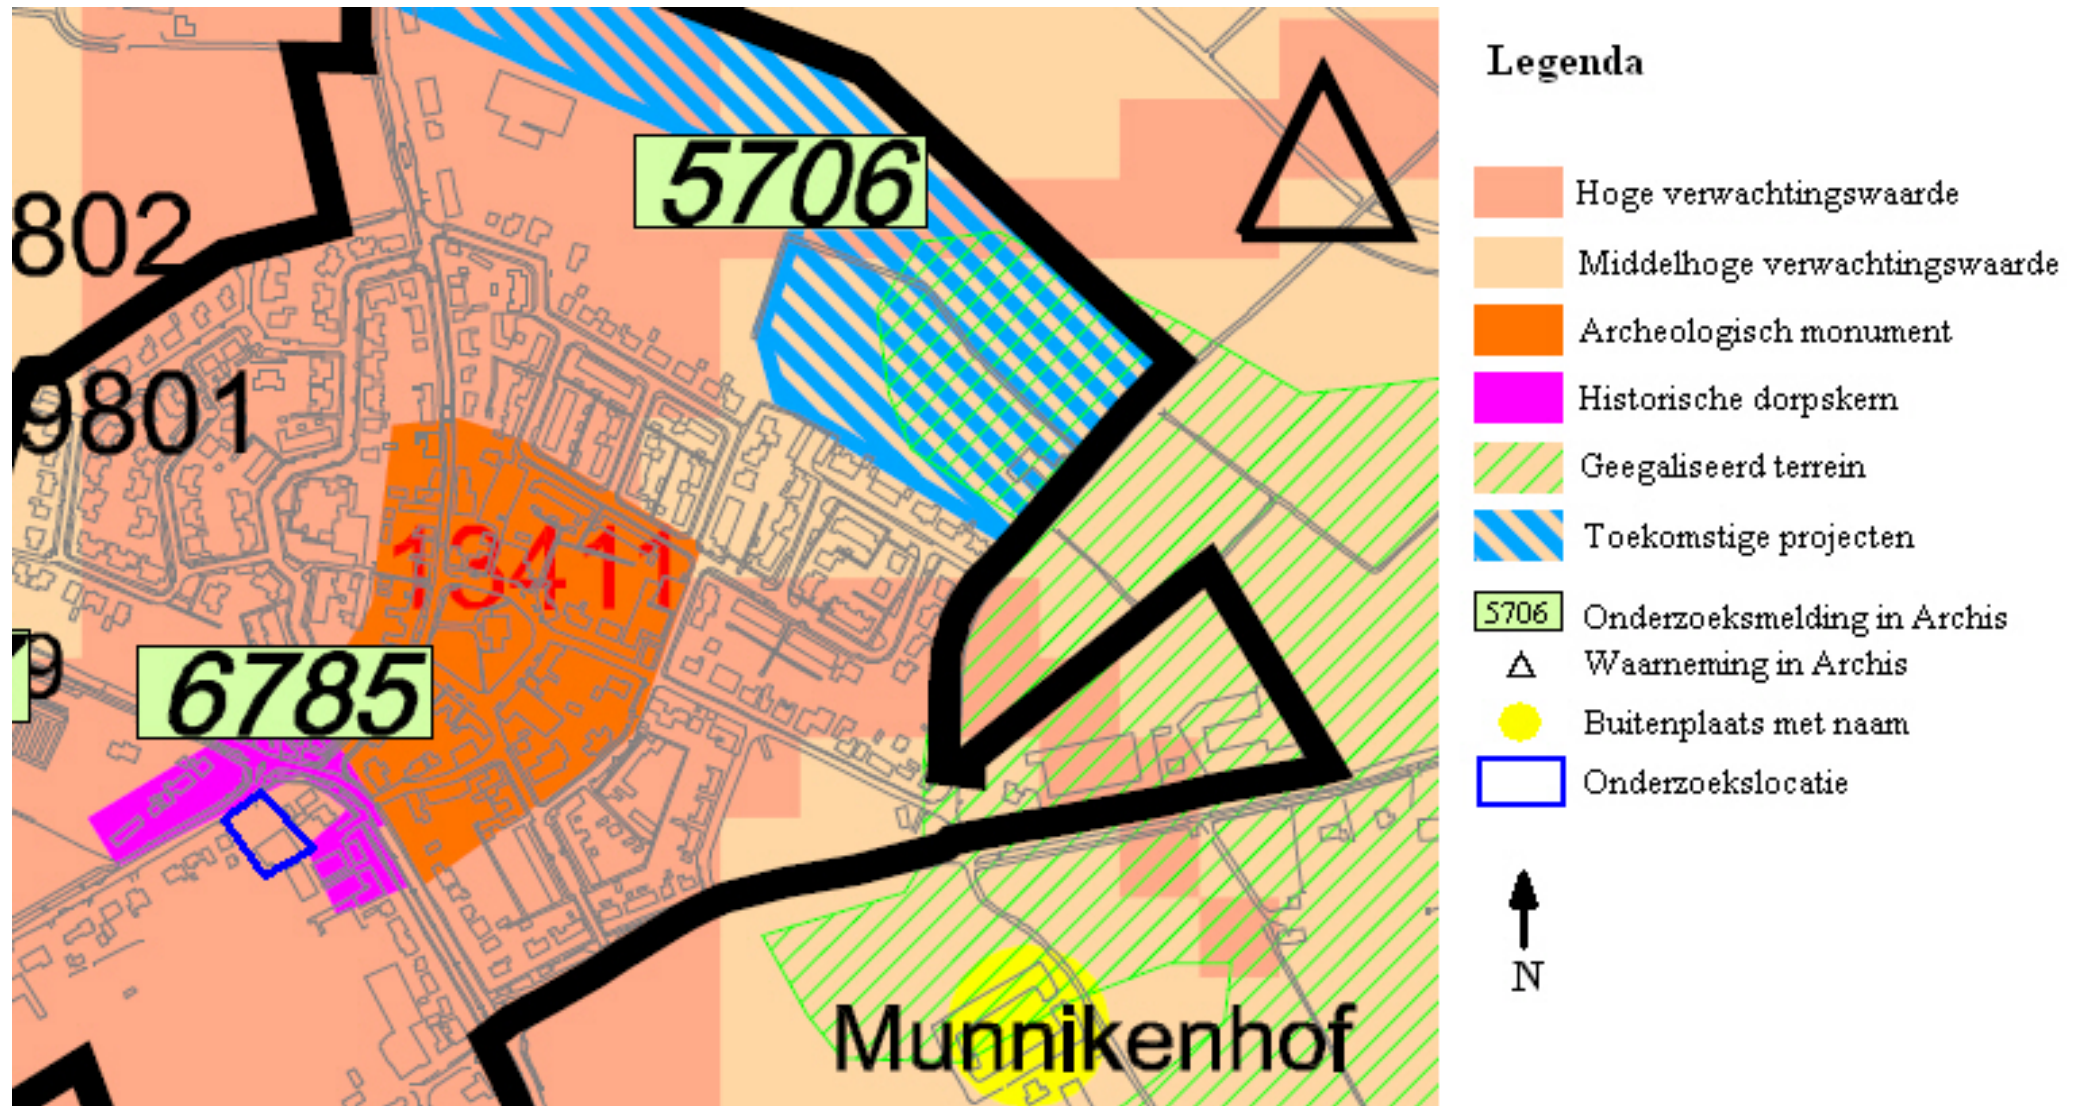 5706
802
9801
13411
9
6785
Munnikenhof
Legenda
Hoge verwachtingswaarde
Middelhoge verwachtingswaarde
Archeologisch monument
Historische dorpskern
Geegaliseerd terrein
Toekomstige projecten
5706 Onderzoeksmelding in Archis
Waarneming in Archis
Buitenplaats met naam
Onderzoekslocatie
N